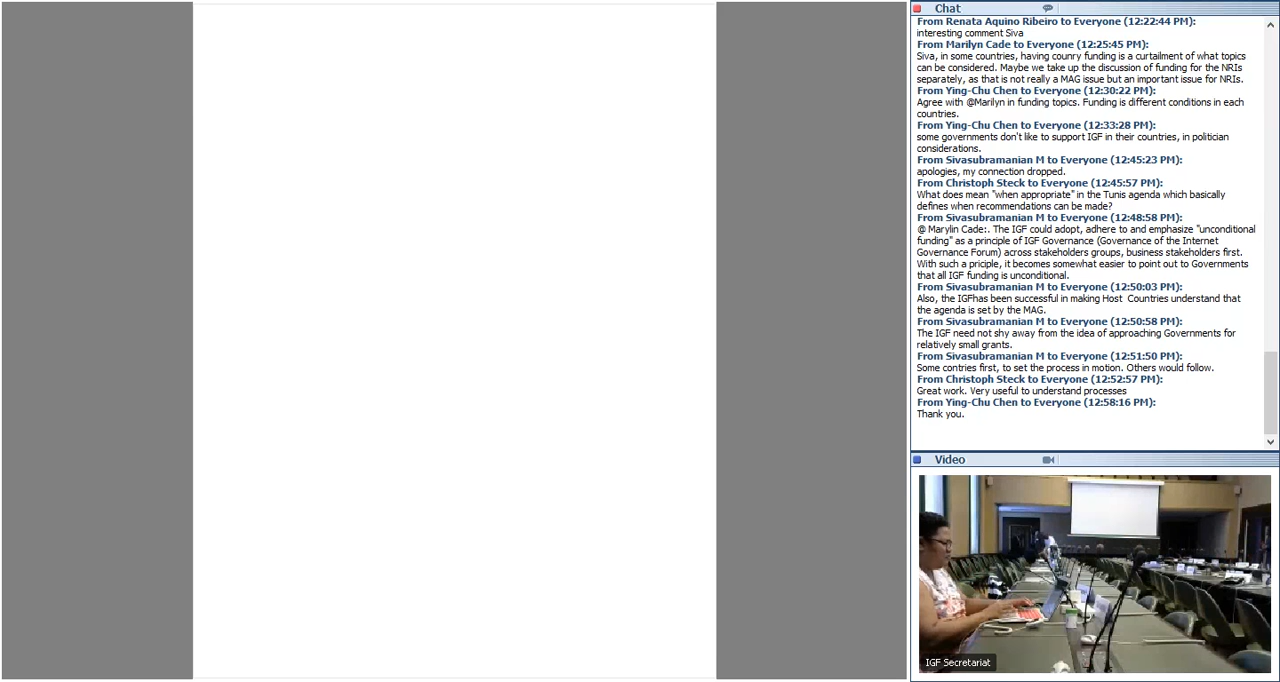 Chat
From Renata Aquino Ribeiro to Everyone (12:22:44 PM):
interesting comment Siva
From Marilyn Cade to Everyone (12:25:45 PM):
Siva, in some countries, having counry funding is a curtailment of what topics
can be considered. Maybe we take up the discussion of funding for the NRIs
separately, as that is not really a MAG issue but an important issue for NRIs.
From Ying-Chu Chen to Everyone (12:30:22 PM):
Agree with @Marilyn in funding topics. Funding is different conditions in each
countries.
From Ying-Chu Chen to Everyone (12:33:28 PM):
some governments don't like to support IGF in their countries, in politician
considerations.
From Sivasubramanian M to Everyone (12:45:23 PM):
apologies, my connection dropped.
From Christoph Steck to Everyone (12:45:57 PM):
What does mean "when appropriate" in the Tunis agenda which basically
defines when recommendations can be made?
From Sivasubramanian M to Everyone (12:48:58 PM):
@ Marylin Cade:. The IGF could adopt, adhere to and emphasize "unconditional
funding" as a principle of IGF Governance (Governance of the Internet
Governance Forum) across stakeholders groups, business stakeholders first.
With such a priciple, it becomes somewhat easier to point out to Governments
that all IGF funding is unconditional.
From Sivasubramanian M to Everyone (12:50:03 PM):
Also, the IGFhas been successful in making Host  Countries understand that
the agenda is set by the MAG.
From Sivasubramanian M to Everyone (12:50:58 PM):
The IGF need not shy away from the idea of approaching Governments for
relatively small grants.
From Sivasubramanian M to Everyone (12:51:50 PM):
Some contries first, to set the process in motion. Others would follow.
From Christoph Steck to Everyone (12:52:57 PM):
Great work. Very useful to understand processes
From Ying-Chu Chen to Everyone (12:58:16 PM):
Thank you.
Video
IGF Secretariat